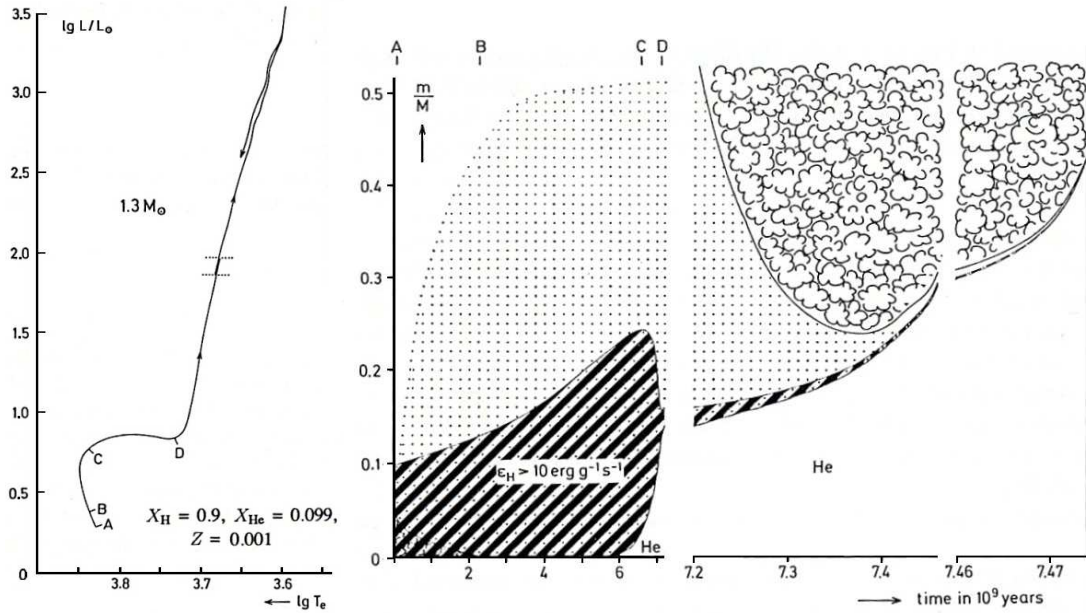 lg L/L⊙
3.5
3.0
2.5
2.0
1.5
1.0
0.5
0
1.3 M⊙
C
D
B
A
X_H = 0.9, X_He = 0.099,
Z = 0.001
3.8 3.7 3.6
← lg T_e
A B C D
m/M
0.5
0.4
0.3
0.2
0.1
0
ε_H > 10 erg g⁻¹ s⁻¹
He
2 4 6
He
7.2 7.3 7.4 7.46 7.47
→ time in 10⁹ years